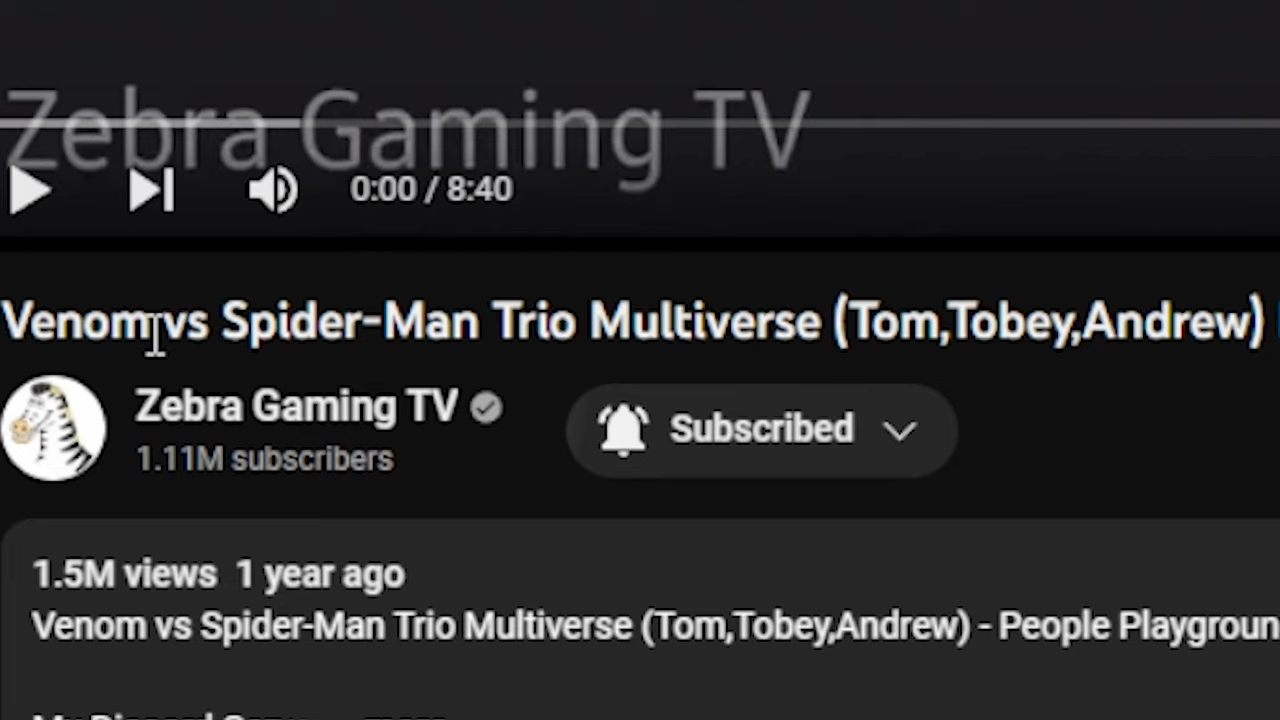 Zebra Gaming TV
0:00 / 8:40
Venom vs Spider-Man Trio Multiverse (Tom,Tobey,Andrew)
Zebra Gaming TV
1.11M subscribers
Subscribed
1.5M views 1 year ago
Venom vs Spider-Man Trio Multiverse (Tom,Tobey,Andrew) - People Playgroun